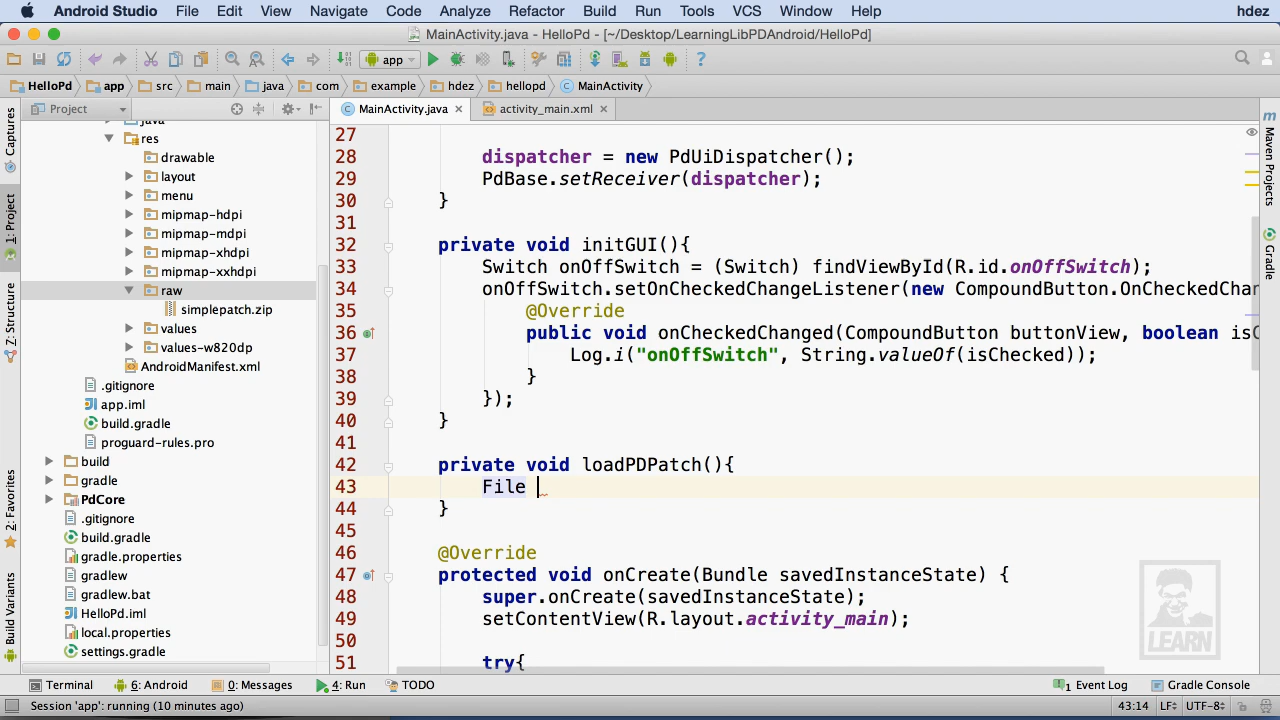 Android Studio File Edit View Navigate Code Analyze Refactor Build Run Tools VCS Window Help hdez
MainActivity.java - HelloPd - [~/Desktop/LearningLibPDAndroid/HelloPd]
app
HelloPd app src main java com example hdez hellopd MainActivity
Project MainActivity.java activity_main.xml
Captures
1: Project
Z: Structure
2: Favorites
Build Variants
java
res
drawable
layout
menu
mipmap-hdpi
mipmap-mdpi
mipmap-xhdpi
mipmap-xxhdpi
raw
simplepatch.zip
values
values-w820dp
AndroidManifest.xml
.gitignore
app.iml
build.gradle
proguard-rules.pro
build
gradle
PdCore
.gitignore
build.gradle
gradle.properties
gradlew
gradlew.bat
HelloPd.iml
local.properties
settings.gradle
27
28 dispatcher = new PdUiDispatcher();
29 PdBase.setReceiver(dispatcher);
30 }
31
32 private void initGUI(){
33 Switch onOffSwitch = (Switch) findViewById(R.id.onOffSwitch);
34 onOffSwitch.setOnCheckedChangeListener(new CompoundButton.OnCheckedChan
35 @Override
36 public void onCheckedChanged(CompoundButton buttonView, boolean isC
37 Log.i("onOffSwitch", String.valueOf(isChecked));
38 }
39 });
40 }
41
42 private void loadPDPatch(){
43 File
44 }
45
46 @Override
47 protected void onCreate(Bundle savedInstanceState) {
48 super.onCreate(savedInstanceState);
49 setContentView(R.layout.activity_main);
50
51 try{
LEARN
Maven Projects
Gradle
Terminal 6: Android 0: Messages 4: Run TODO 1 Event Log Gradle Console
Session 'app': running (10 minutes ago) 43:14 LF UTF-8